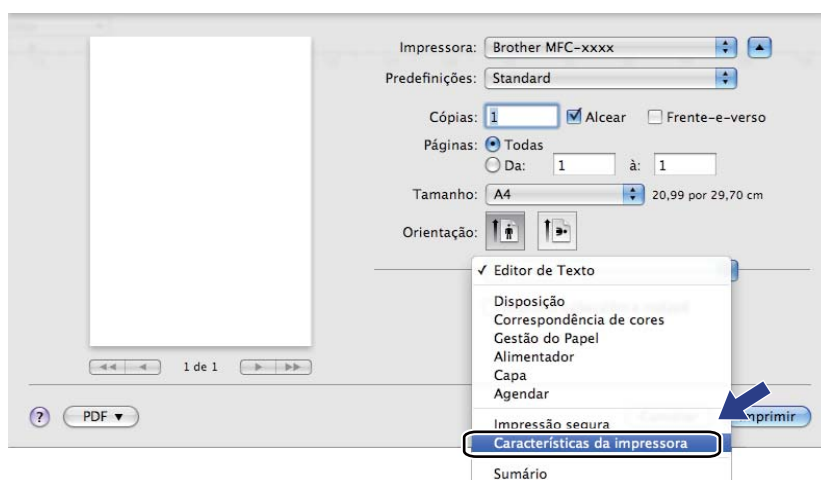 Impressora: Brother MFC-xxxx
Predefinições: Standard
Cópias: 1 Alcear Frente-e-verso
Páginas: Todas
Da: 1 à: 1
Tamanho: A4 20,99 por 29,70 cm
Orientação:
✓ Editor de Texto
Disposição
Correspondência de cores
Gestão do Papel
Alimentador
Capa
Agendar
1 de 1
? PDF ▼
Impressão segura
mprimir
Características da impressora
Sumário